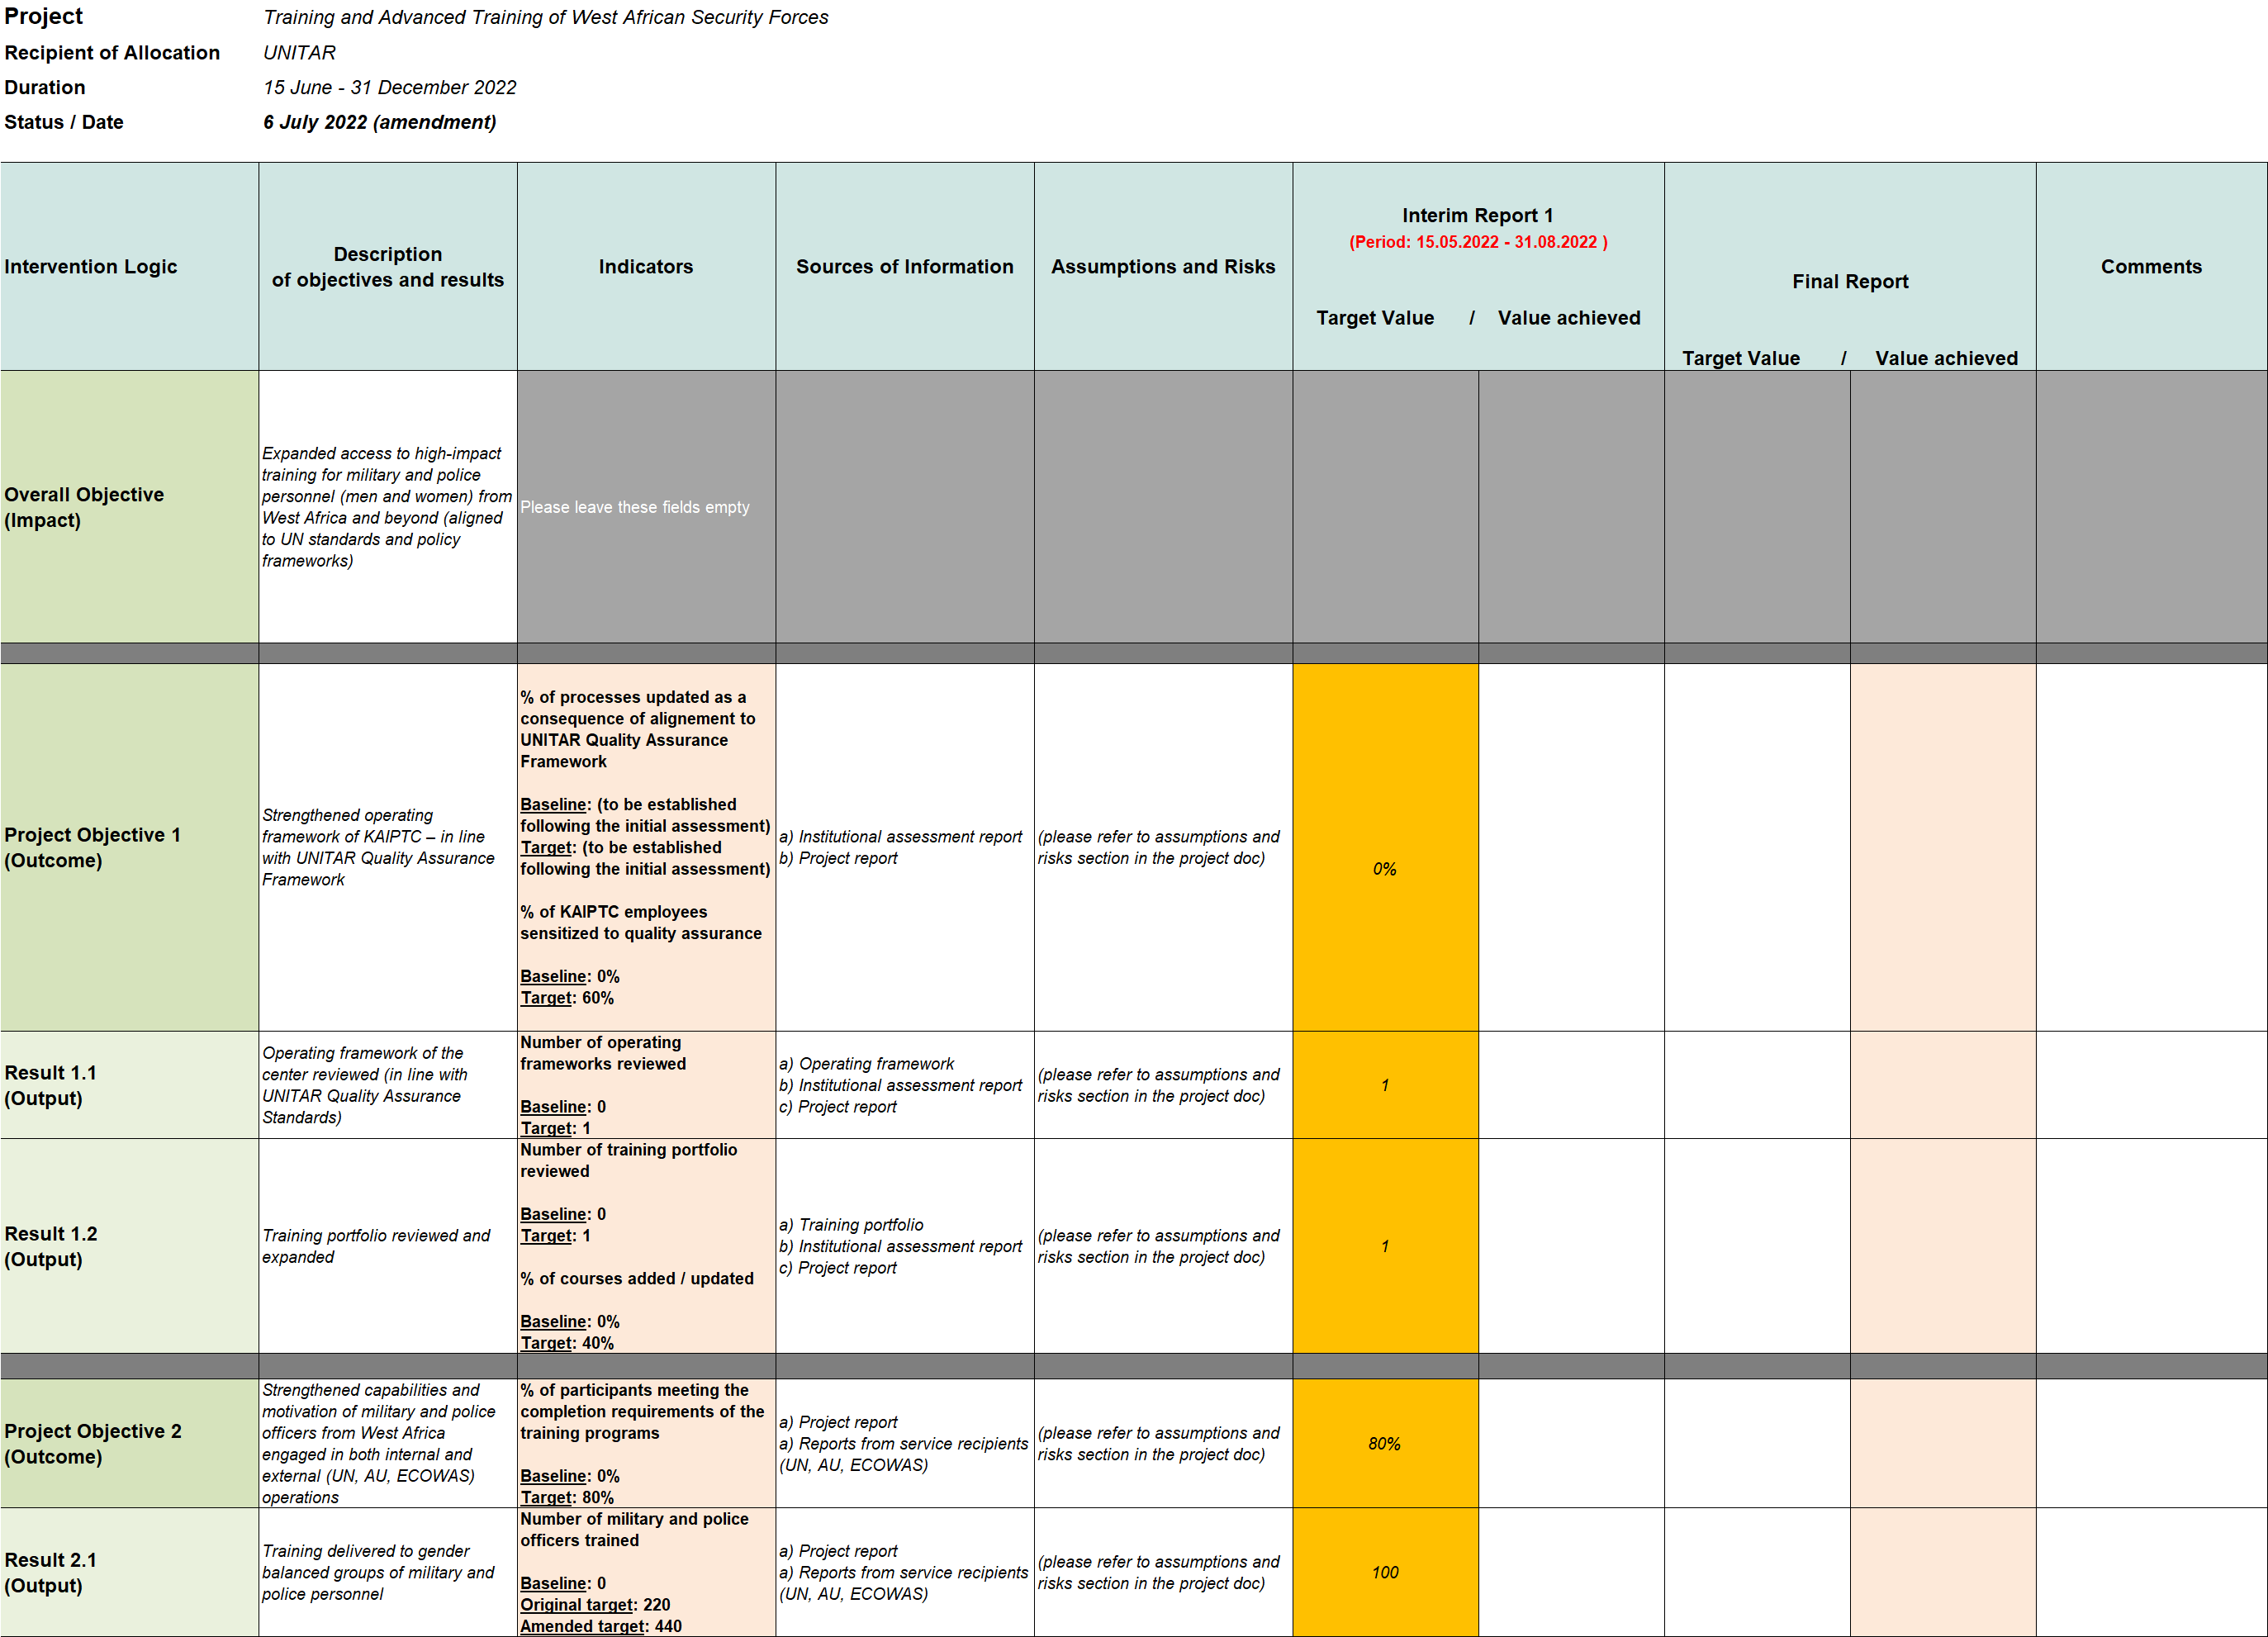 Project Training and Advanced Training of West African Security Forces
Recipient of Allocation UNITAR
Duration 15 June - 31 December 2022
Status / Date 6 July 2022 (amendment)
Intervention Logic
Description
of objectives and results
Indicators
Sources of Information
Assumptions and Risks
Interim Report 1
(Period: 15.05.2022 - 31.08.2022 )
Target Value / Value achieved
Final Report
Target Value / Value achieved
Comments
Overall Objective
(Impact)
Expanded access to high-impact
training for military and police
personnel (men and women) from
West Africa and beyond (aligned
to UN standards and policy
frameworks)
Please leave these fields empty
Project Objective 1
(Outcome)
Strengthened operating
framework of KAIPTC – in line
with UNITAR Quality Assurance
Framework
% of processes updated as a
consequence of alignement to
UNITAR Quality Assurance
Framework
Baseline: (to be established
following the initial assessment)
Target: (to be established
following the initial assessment)
% of KAIPTC employees
sensitized to quality assurance
Baseline: 0%
Target: 60%
a) Institutional assessment report
b) Project report
(please refer to assumptions and
risks section in the project doc)
0%
Result 1.1
(Output)
Operating framework of the
center reviewed (in line with
UNITAR Quality Assurance
Standards)
Number of operating
frameworks reviewed
Baseline: 0
Target: 1
a) Operating framework
b) Institutional assessment report
c) Project report
(please refer to assumptions and
risks section in the project doc)
1
Result 1.2
(Output)
Training portfolio reviewed and
expanded
Number of training portfolio
reviewed
Baseline: 0
Target: 1
% of courses added / updated
Baseline: 0%
Target: 40%
a) Training portfolio
b) Institutional assessment report
c) Project report
(please refer to assumptions and
risks section in the project doc)
1
Project Objective 2
(Outcome)
Strengthened capabilities and
motivation of military and police
officers from West Africa
engaged in both internal and
external (UN, AU, ECOWAS)
operations
% of participants meeting the
completion requirements of the
training programs
Baseline: 0%
Target: 80%
a) Project report
a) Reports from service recipients
(UN, AU, ECOWAS)
(please refer to assumptions and
risks section in the project doc)
80%
Result 2.1
(Output)
Training delivered to gender
balanced groups of military and
police personnel
Number of military and police
officers trained
Baseline: 0
Original target: 220
Amended target: 440
a) Project report
a) Reports from service recipients
(UN, AU, ECOWAS)
(please refer to assumptions and
risks section in the project doc)
100